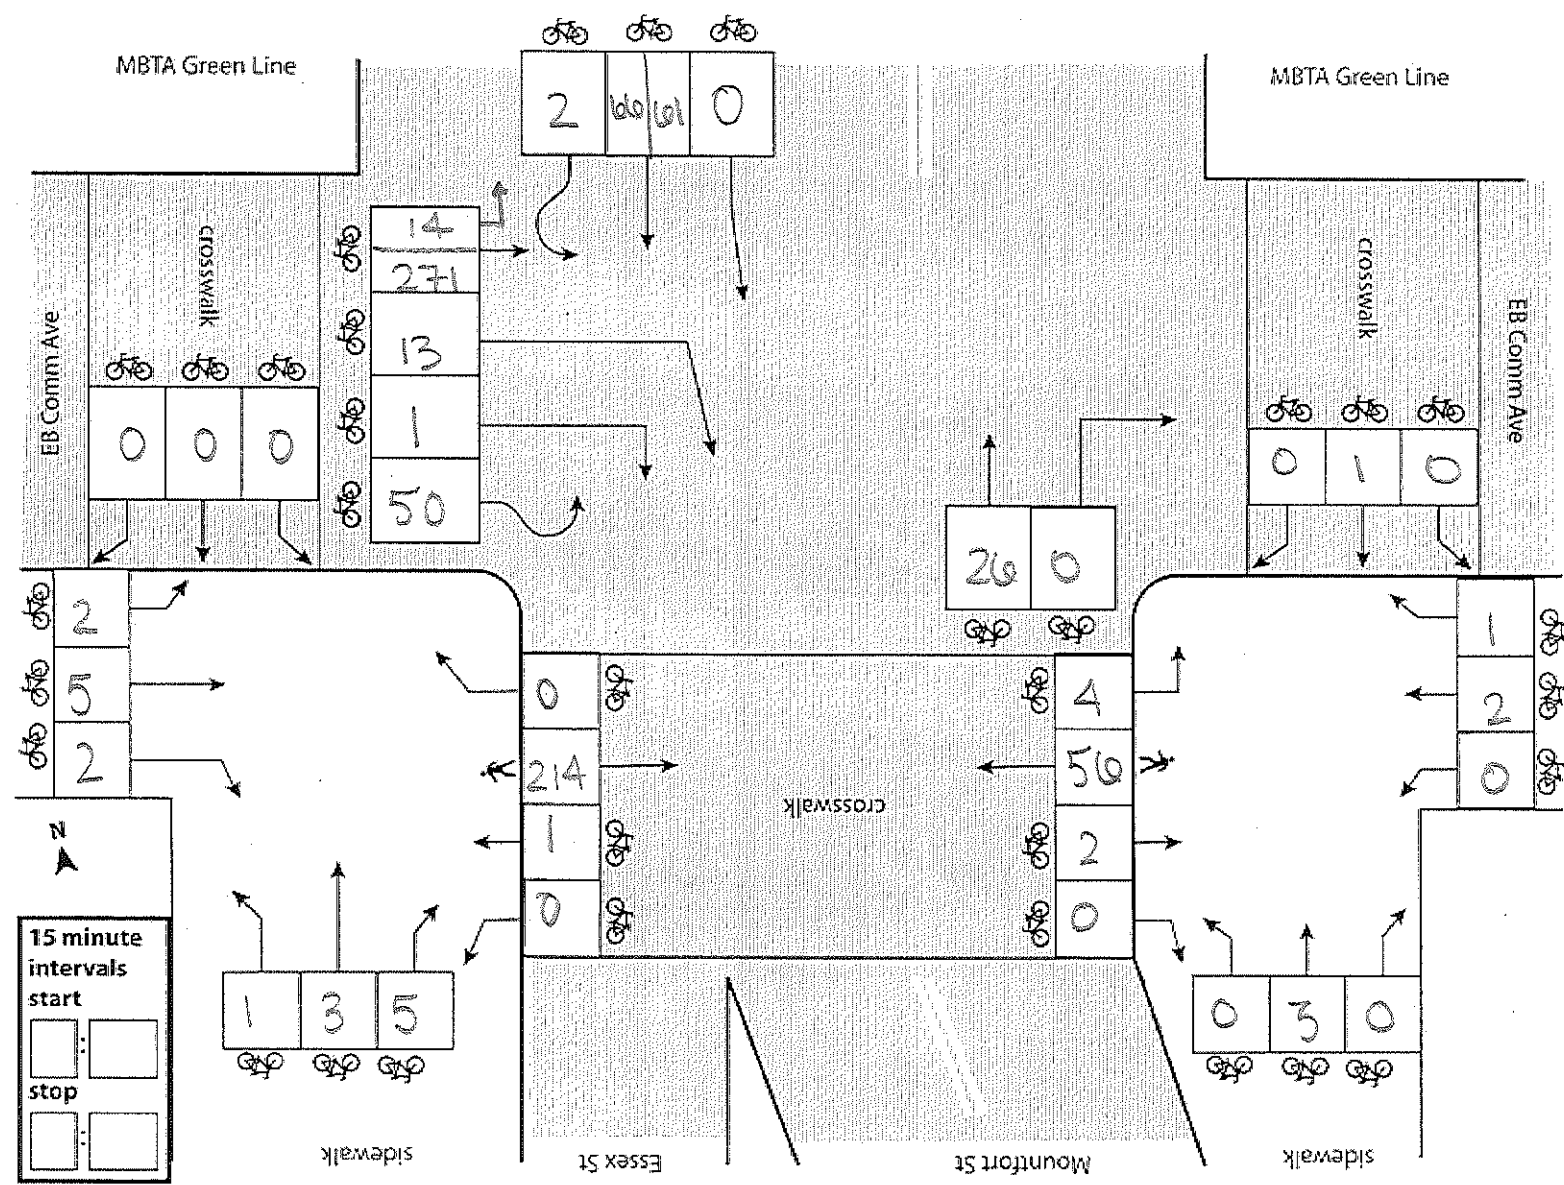 MBTA Green Line
MBTA Green Line
2 66 61 0
14
271
13
1
50
crosswalk
EB Comm Ave
0 0 0
crosswalk
EB Comm Ave
0 1 0
26 0
2
5
2
0
214
1
0
crosswalk
4
56
2
0
1
2
0
N
15 minute
intervals
start
:
stop
:
1 3 5
0 3 0
sidewalk
Essex St
Mountfort St
sidewalk